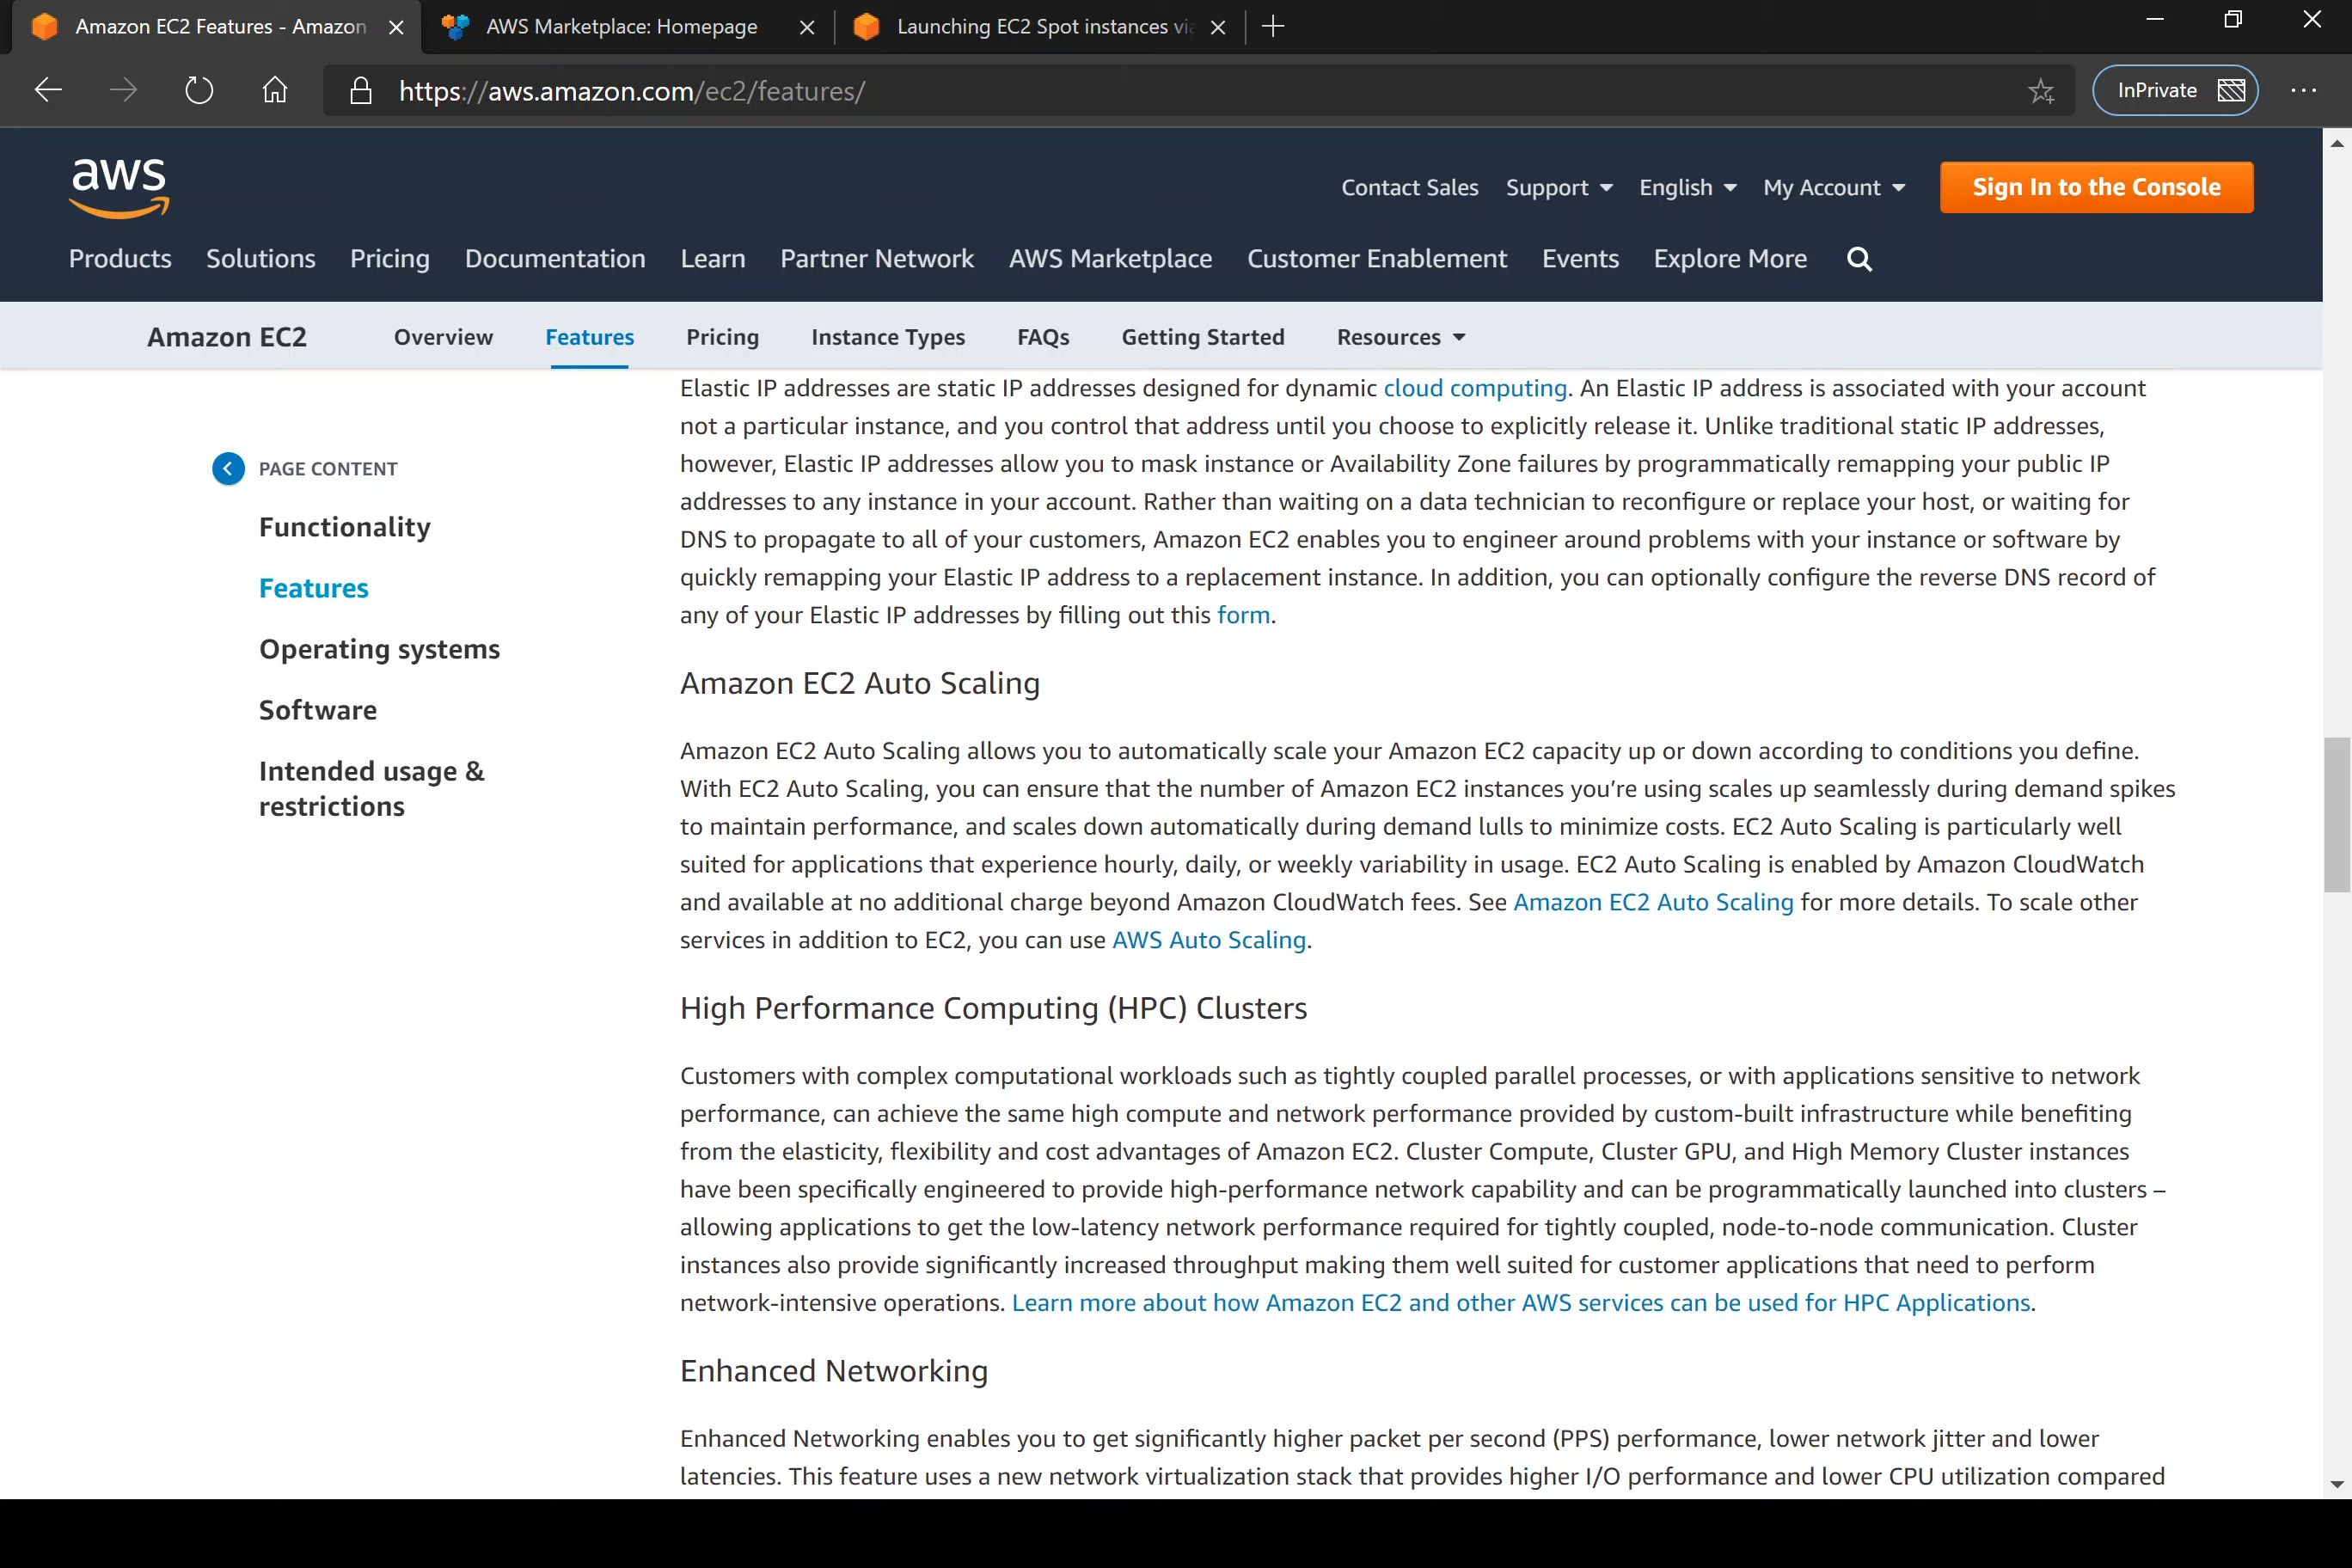 Amazon EC2 Features - Amazon
AWS Marketplace: Homepage
Launching EC2 Spot instances via
https://aws.amazon.com/ec2/features/
InPrivate
aws
Contact Sales Support English My Account Sign In to the Console
Products Solutions Pricing Documentation Learn Partner Network AWS Marketplace Customer Enablement Events Explore More
Amazon EC2 Overview Features Pricing Instance Types FAQs Getting Started Resources
PAGE CONTENT
Functionality
Features
Operating systems
Software
Intended usage &
restrictions
Elastic IP addresses are static IP addresses designed for dynamic cloud computing. An Elastic IP address is associated with your account
not a particular instance, and you control that address until you choose to explicitly release it. Unlike traditional static IP addresses,
however, Elastic IP addresses allow you to mask instance or Availability Zone failures by programmatically remapping your public IP
addresses to any instance in your account. Rather than waiting on a data technician to reconfigure or replace your host, or waiting for
DNS to propagate to all of your customers, Amazon EC2 enables you to engineer around problems with your instance or software by
quickly remapping your Elastic IP address to a replacement instance. In addition, you can optionally configure the reverse DNS record of
any of your Elastic IP addresses by filling out this form.
Amazon EC2 Auto Scaling
Amazon EC2 Auto Scaling allows you to automatically scale your Amazon EC2 capacity up or down according to conditions you define.
With EC2 Auto Scaling, you can ensure that the number of Amazon EC2 instances you're using scales up seamlessly during demand spikes
to maintain performance, and scales down automatically during demand lulls to minimize costs. EC2 Auto Scaling is particularly well
suited for applications that experience hourly, daily, or weekly variability in usage. EC2 Auto Scaling is enabled by Amazon CloudWatch
and available at no additional charge beyond Amazon CloudWatch fees. See Amazon EC2 Auto Scaling for more details. To scale other
services in addition to EC2, you can use AWS Auto Scaling.
High Performance Computing (HPC) Clusters
Customers with complex computational workloads such as tightly coupled parallel processes, or with applications sensitive to network
performance, can achieve the same high compute and network performance provided by custom-built infrastructure while benefiting
from the elasticity, flexibility and cost advantages of Amazon EC2. Cluster Compute, Cluster GPU, and High Memory Cluster instances
have been specifically engineered to provide high-performance network capability and can be programmatically launched into clusters –
allowing applications to get the low-latency network performance required for tightly coupled, node-to-node communication. Cluster
instances also provide significantly increased throughput making them well suited for customer applications that need to perform
network-intensive operations. Learn more about how Amazon EC2 and other AWS services can be used for HPC Applications.
Enhanced Networking
Enhanced Networking enables you to get significantly higher packet per second (PPS) performance, lower network jitter and lower
latencies. This feature uses a new network virtualization stack that provides higher I/O performance and lower CPU utilization compared